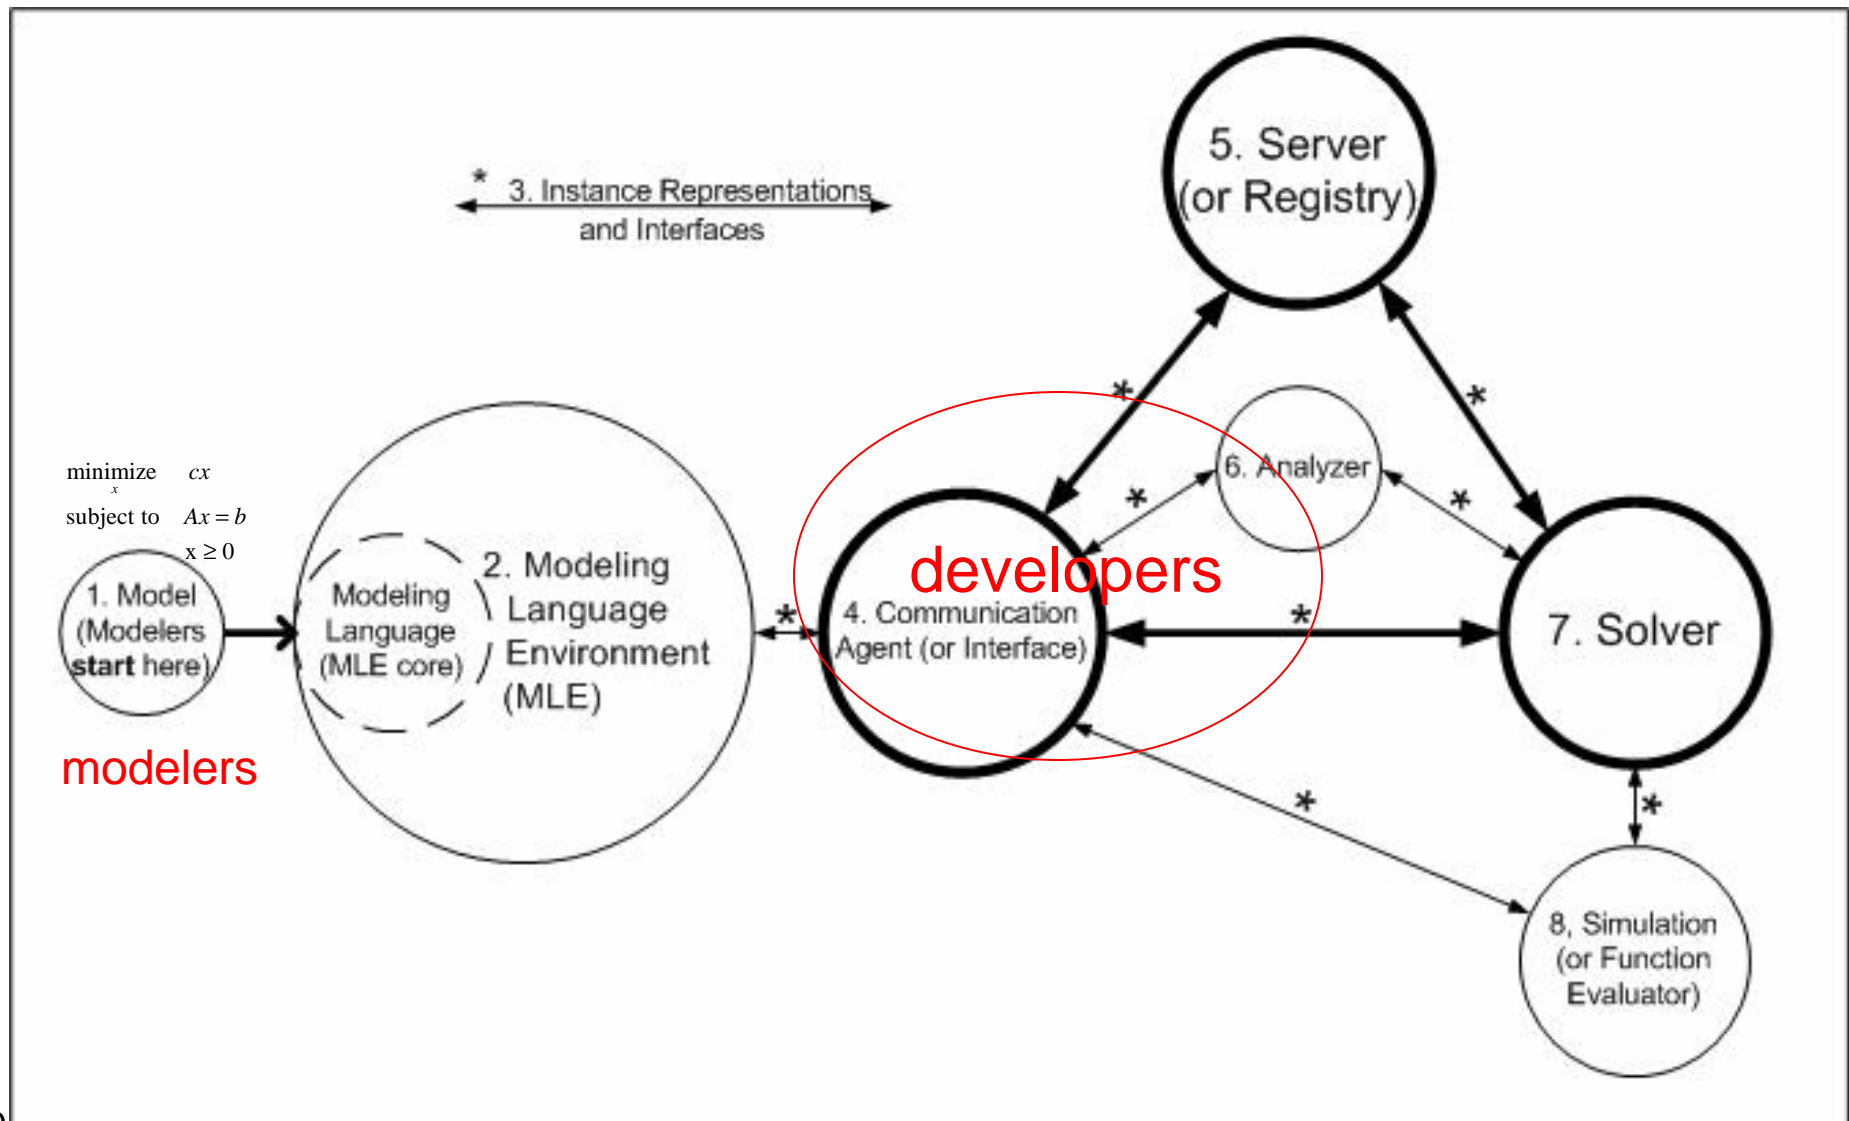 5. Server
(or Registry)
* 3. Instance Representations
and Interfaces
*
*
minimize cx
x
subject to Ax = b
x ≥ 0
6. Analyzer
*
*
developers
1. Model
(Modelers
start here)
Modeling
Language
(MLE core)
2. Modeling
Language
Environment
(MLE)
*
4. Communication
Agent (or Interface)
*
7. Solver
modelers
*
*
8, Simulation
(or Function
Evaluator)